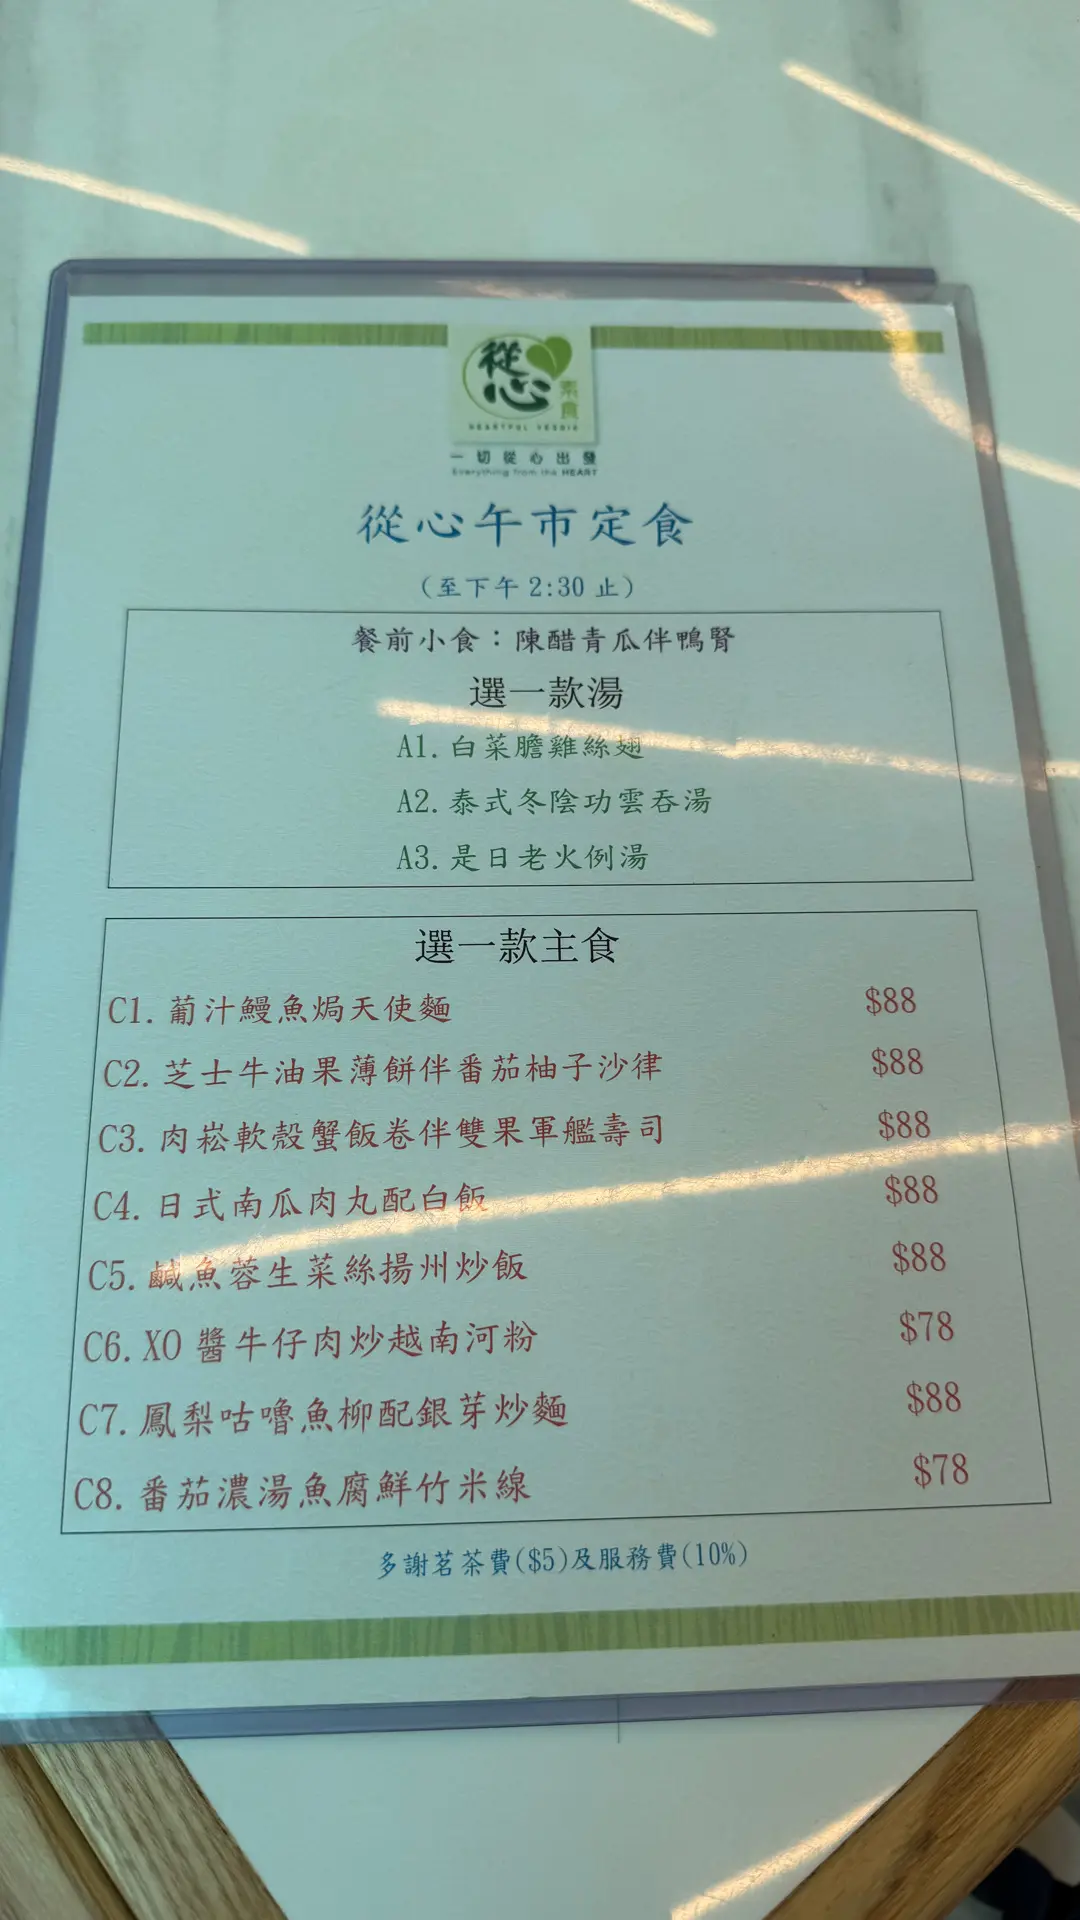 從心
素食
HEARTFUL VEGGIE
一切從心出發
Everything from the HEART
從心午市定食
(至下午 2:30 止)
餐前小食：陳醋青瓜伴鴨腎
選一款湯
A1. 白菜膽雞絲翅
A2. 泰式冬陰功雲吞湯
A3. 是日老火例湯
選一款主食
C1. 葡汁鰻魚焗天使麵 $88
C2. 芝士牛油果薄餅伴番茄柚子沙律 $88
C3. 肉崧軟殼蟹飯卷伴雙果軍艦壽司 $88
C4. 日式南瓜肉丸配白飯 $88
C5. 鹹魚蓉生菜絲揚州炒飯 $88
C6. XO 醬牛仔肉炒越南河粉 $78
C7. 鳳梨咕嚕魚柳配銀芽炒麵 $88
C8. 番茄濃湯魚腐鮮竹米線 $78
多謝茗茶費($5)及服務費(10%)